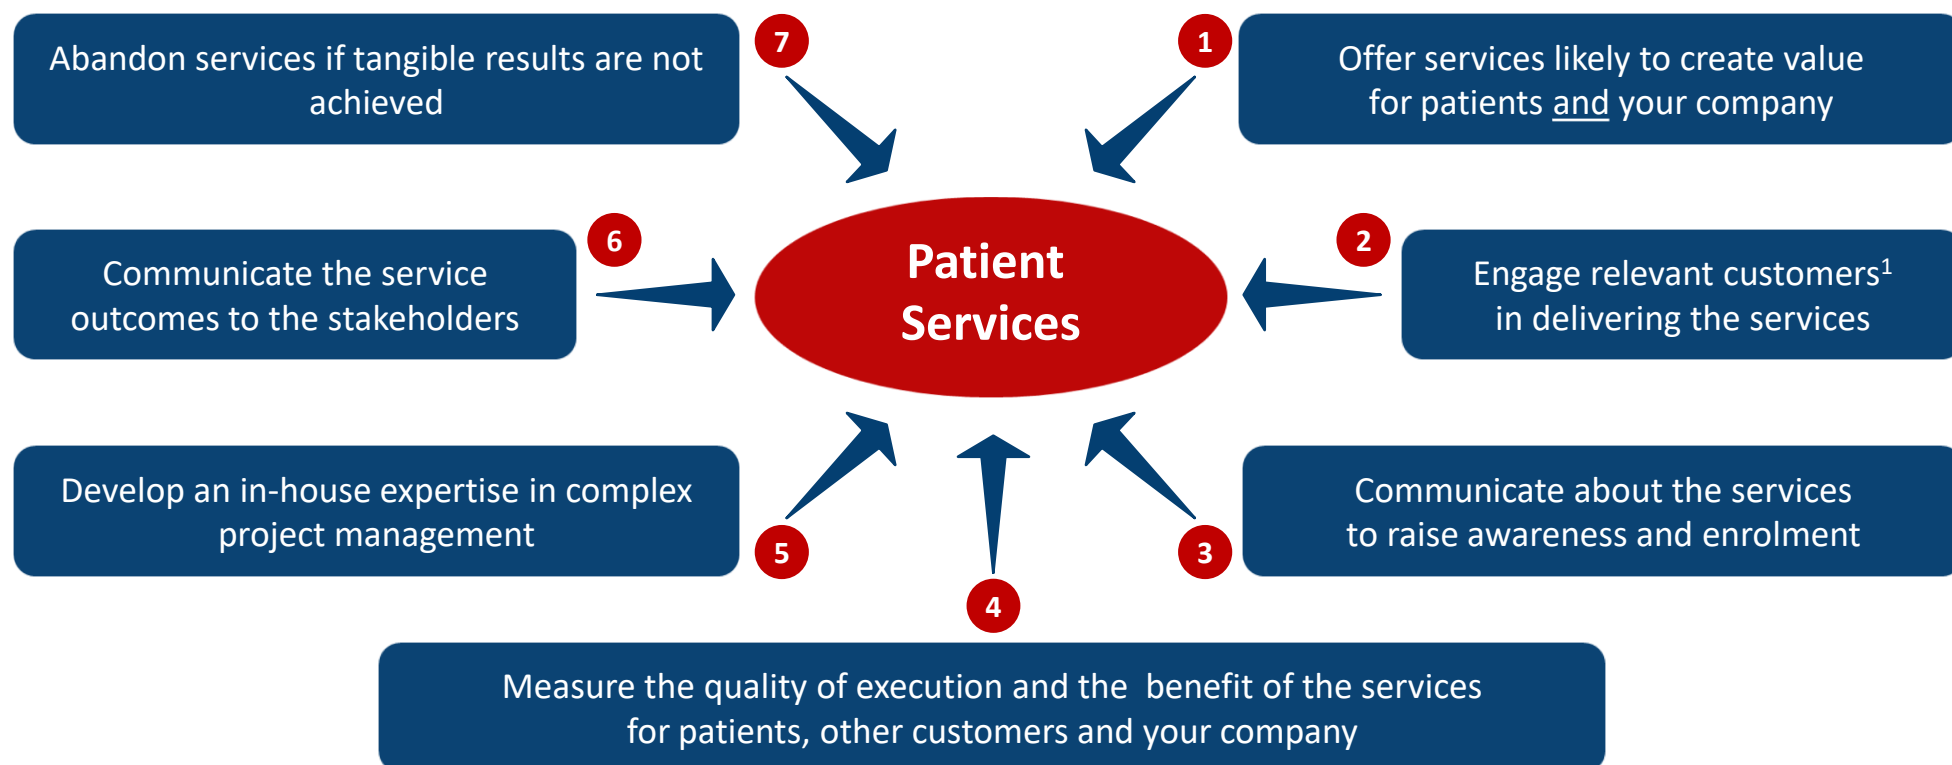 7
Abandon services if tangible results are not
achieved
1
Offer services likely to create value
for patients and your company
6
Communicate the service
outcomes to the stakeholders
Patient
Services
2
Engage relevant customers¹
in delivering the services
Develop an in-house expertise in complex
project management
5
3
Communicate about the services
to raise awareness and enrolment
4
Measure the quality of execution and the  benefit of the services
for patients, other customers and your company